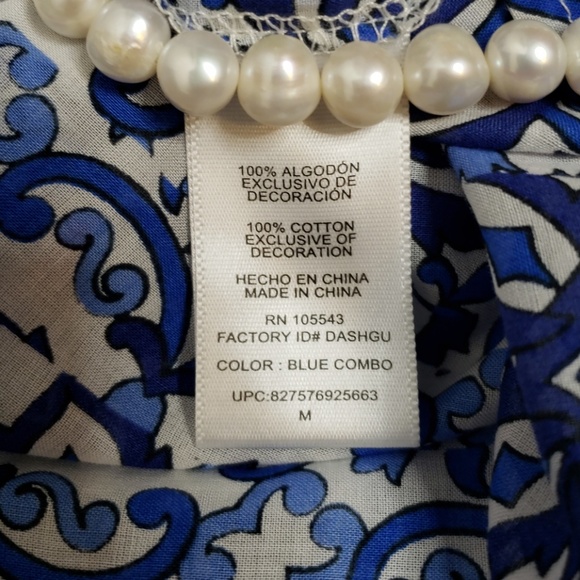 100% ALGODÓN
EXCLUSIVO DE
DECORACIÓN
100% COTTON
EXCLUSIVE OF
DECORATION
HECHO EN CHINA
MADE IN CHINA
RN 105543
FACTORY ID# DASHGU
COLOR : BLUE COMBO
UPC:827576925663
M